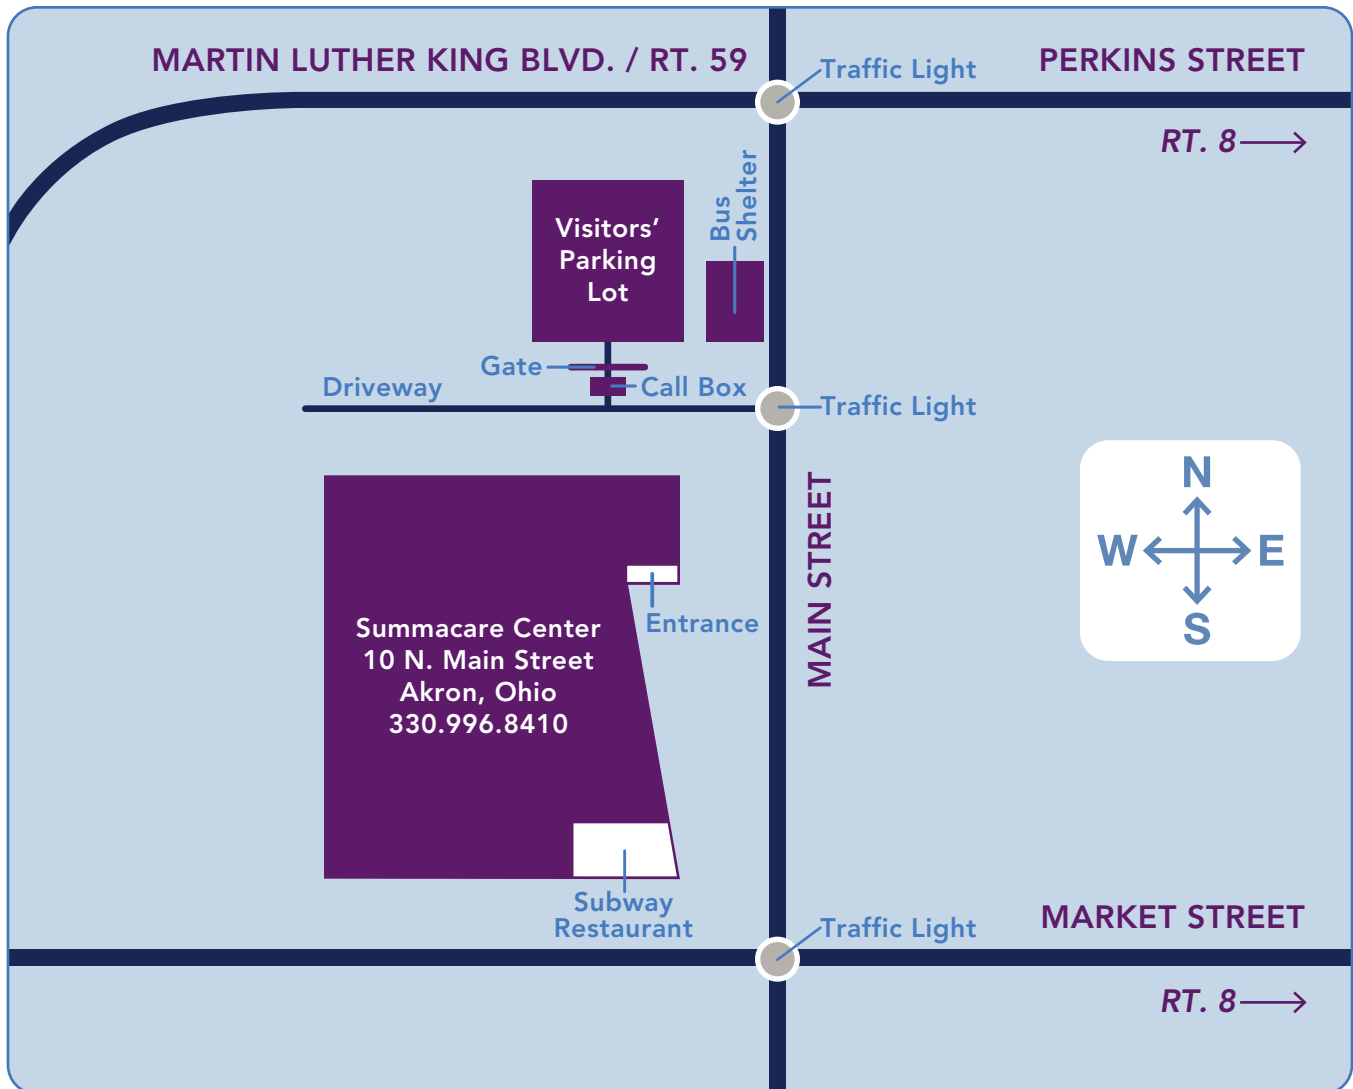 MARTIN LUTHER KING BLVD. / RT. 59
Traffic Light
PERKINS STREET
RT. 8
Bus
Shelter
Visitors’
Parking
Lot
Gate
Driveway
Call Box
Traffic Light
MAIN STREET
N
W
E
S
Entrance
Summacare Center
10 N. Main Street
Akron, Ohio
330.996.8410
Subway
Restaurant
Traffic Light
MARKET STREET
RT. 8